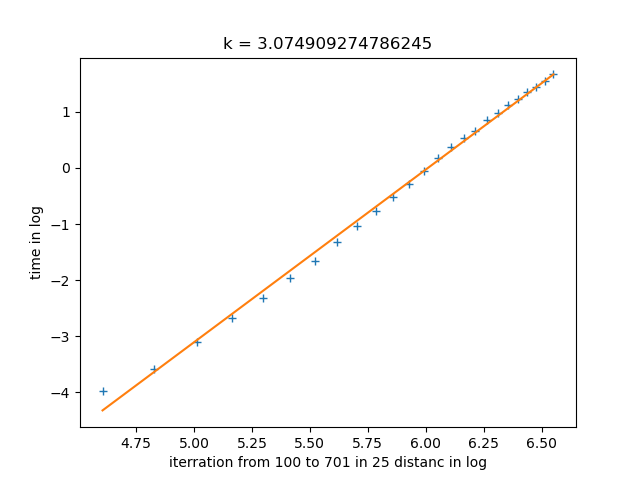 k = 3.074909274786245
time in log
1
0
−1
−2
−3
−4
4.75 5.00 5.25 5.50 5.75 6.00 6.25 6.50
iterration from 100 to 701 in 25 distanc in log